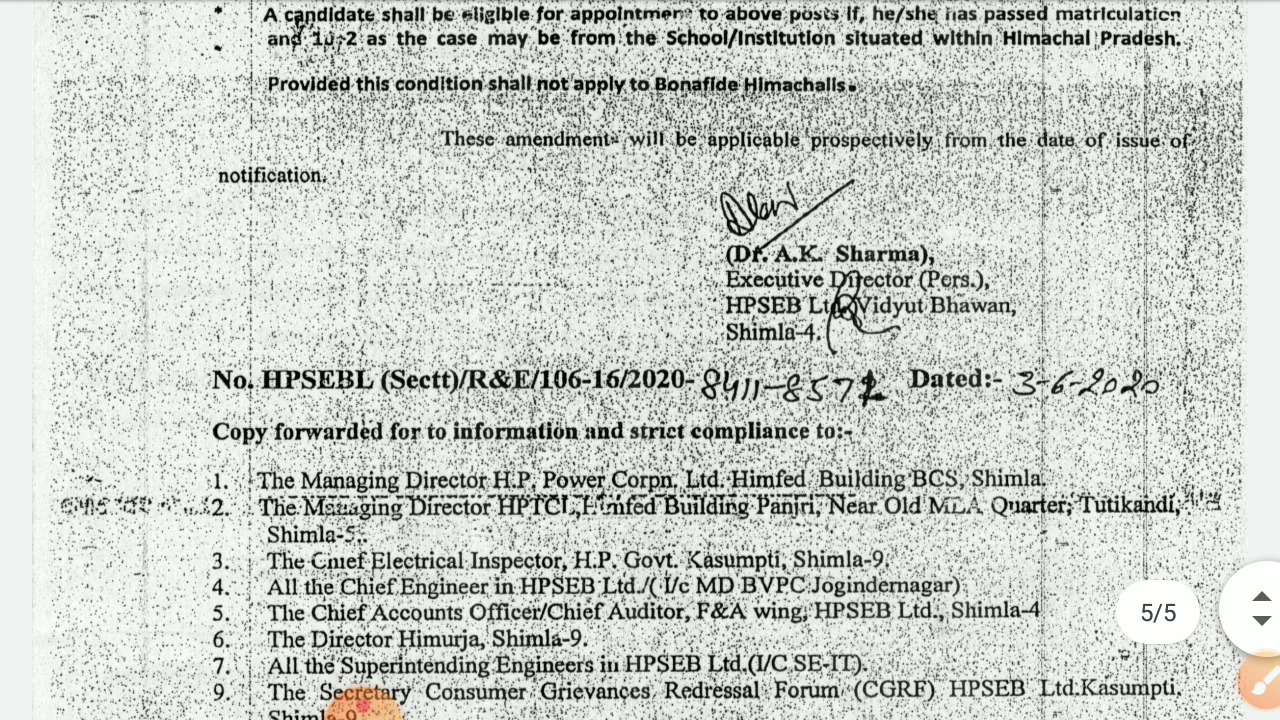 A candidate shall be eligible for appointment to above posts if, he/she has passed matriculation
and 10+2 as the case may be from the School/Institution situated within Himachal Pradesh.
Provided this condition shall not apply to Bonafide Himachalis.
These amendments will be applicable prospectively from the date of issue of
notification.
(Dr. A.K. Sharma),
Executive Director (Pers.),
HPSEB Ltd. Vidyut Bhawan,
Shimla-4.
No. HPSEBL (Sectt)/R&E/106-16/2020- 8411-857 Dated:- 3-6-2020
Copy forwarded for to information and strict compliance to:-
1. The Managing Director H.P. Power Corpn, Ltd. Himfed Building BCS, Shimla.
2. The Managing Director HPTCL, Himfed Building Panjri, Near Old MLA Quarter, Tutikandi,
Shimla-5.
3. The Chief Electrical Inspector, H.P. Govt. Kasumpti, Shimla-9.
4. All the Chief Engineer in HPSEB Ltd./( I/c MD BVPC Jogindernagar)
5. The Chief Accounts Officer/Chief Auditor, F&A wing, HPSEB Ltd., Shimla-4
6. The Director Himurja, Shimla-9.
7. All the Superintending Engineers in HPSEB Ltd.(I/C SE-IT).
9. The Secretary Consumer Grievances Redressal Forum (CGRF) HPSEB Ltd.Kasumpti,
Shimla-9
5/5